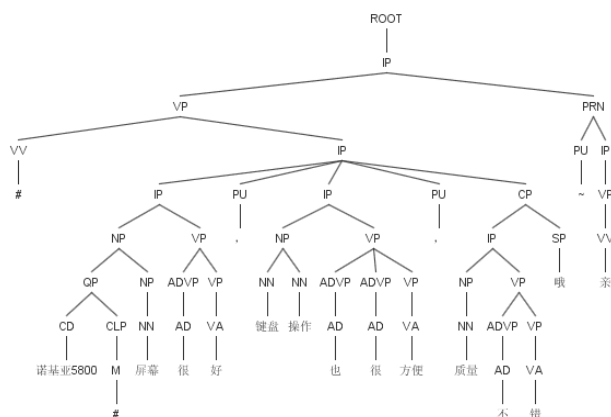 ROOT
IP
VP PRN
VV IP PU IP
# IP PU IP PU CP ~ VP
NP VP , NP VP , IP SP VV
QP NP ADVP VP NN NN ADVP ADVP VP NP VP 哦 亲
CD CLP NN AD VA 键盘 操作 AD AD VA NN ADVP VP
诺基亚5800 M 屏幕 很 好 也 很 方便 质量 AD VA
# 不 错